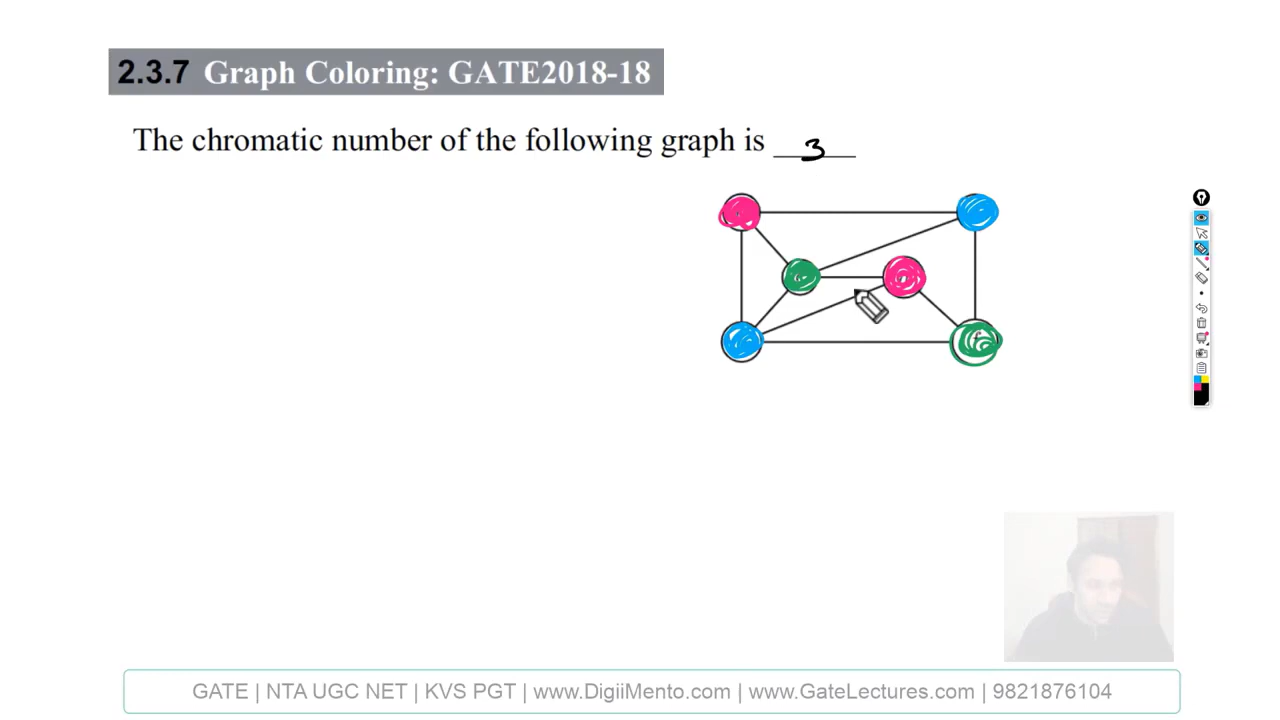 2.3.7 Graph Coloring: GATE2018-18
The chromatic number of the following graph is 3
GATE | NTA UGC NET | KVS PGT | www.DigiiMento.com | www.GateLectures.com | 9821876104